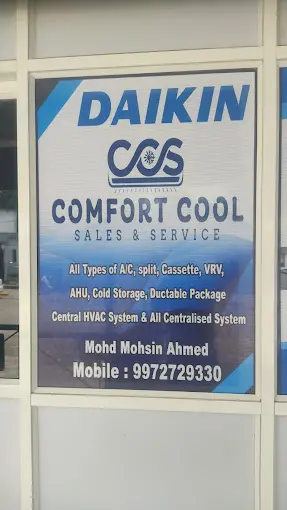 DAIKIN
CCS
COMFORT COOL
SALES & SERVICE
All Types of A/C, split, Cassette, VRV,
AHU, Cold Storage, Ductable Package
Central HVAC System & All Centralised System
Mohd Mohsin Ahmed
Mobile : 9972729330